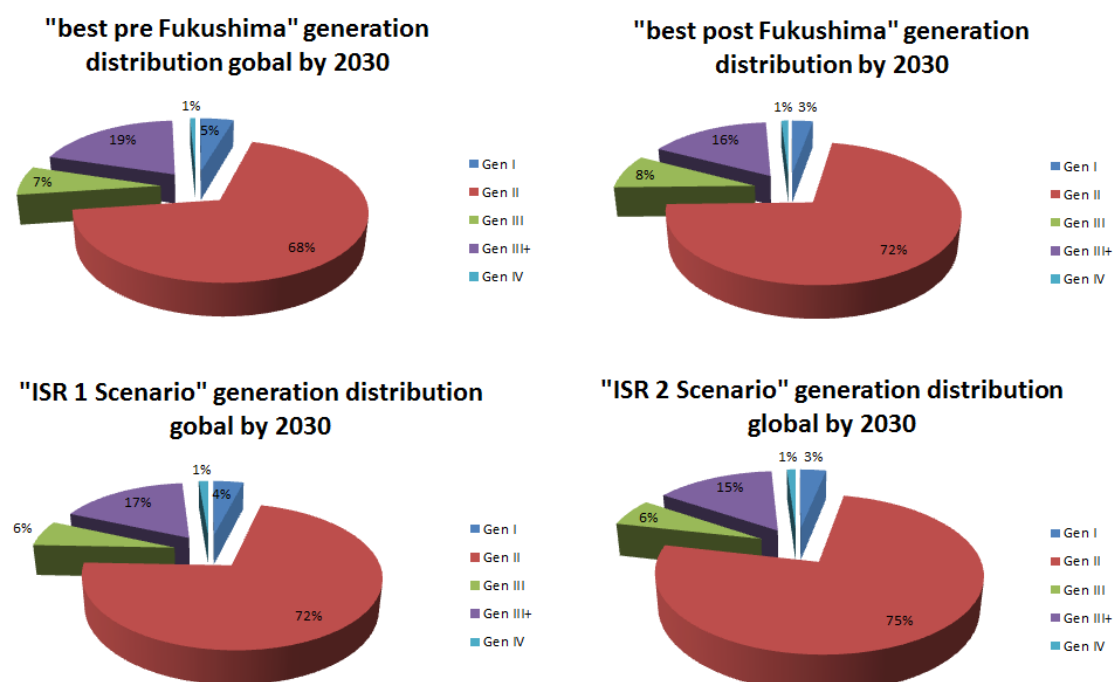 "best pre Fukushima" generation
distribution gobal by 2030
1%
5%
19%
7%
68%
Gen I
Gen II
Gen III
Gen III+
Gen IV
"best post Fukushima" generation
distribution by 2030
1%
3%
16%
8%
72%
Gen I
Gen II
Gen III
Gen III+
Gen IV
"ISR 1 Scenario" generation distribution
gobal by 2030
1%
4%
17%
6%
72%
Gen I
Gen II
Gen III
Gen III+
Gen IV
"ISR 2 Scenario" generation distribution
global by 2030
1%
3%
15%
6%
75%
Gen I
Gen II
Gen III
Gen III+
Gen IV